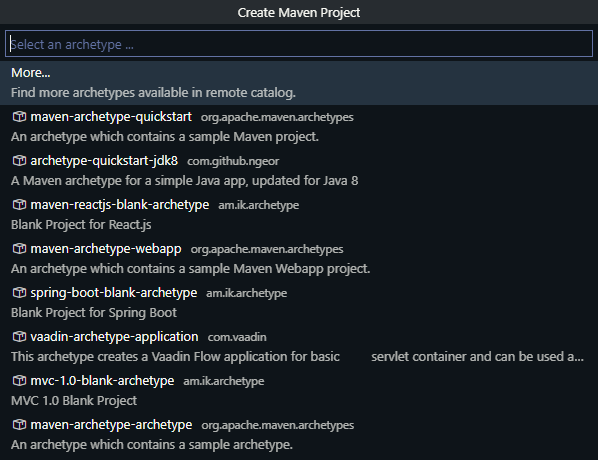 Create Maven Project
Select an archetype ...
More...
Find more archetypes available in remote catalog.
maven-archetype-quickstart org.apache.maven.archetypes
An archetype which contains a sample Maven project.
archetype-quickstart-jdk8 com.github.ngeor
A Maven archetype for a simple Java app, updated for Java 8
maven-reactjs-blank-archetype am.ik.archetype
Blank Project for React.js
maven-archetype-webapp org.apache.maven.archetypes
An archetype which contains a sample Maven Webapp project.
spring-boot-blank-archetype am.ik.archetype
Blank Project for Spring Boot
vaadin-archetype-application com.vaadin
This archetype creates a Vaadin Flow application for basic servlet container and can be used a...
mvc-1.0-blank-archetype am.ik.archetype
MVC 1.0 Blank Project
maven-archetype-archetype org.apache.maven.archetypes
An archetype which contains a sample archetype.